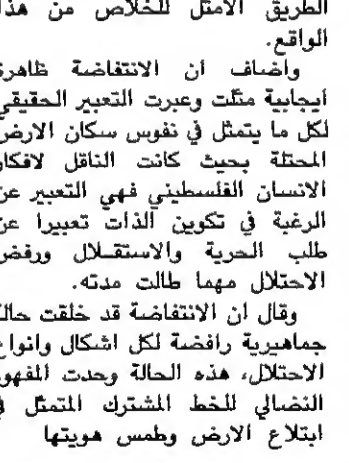 الطريق الامثل للخلاص من هذا
الواقع.
واضاف ان الانتفاضة ظاهرة
ايجابية مثلت وعبرت التعبير الحقيقي
لكل ما يتمثل في نفوس سكان الارض
المحتلة بحيث كانت الناقل لافكار
الانسان الفلسطيني فهي التعبير عن
الرغبة في تكوين الذات تعبيرا عن
طلب الحرية والاستقلال ورفض
الاحتلال مهما طالت مدته.
وقال ان الانتفاضة قد خلقت حالة
جماهيرية رافضة لكل اشكال وانواع
الاحتلال، هذه الحالة وحدت المفهوم
النضالي للخط المشترك المتمثل في
ابتلاع الارض وطمس هويتها